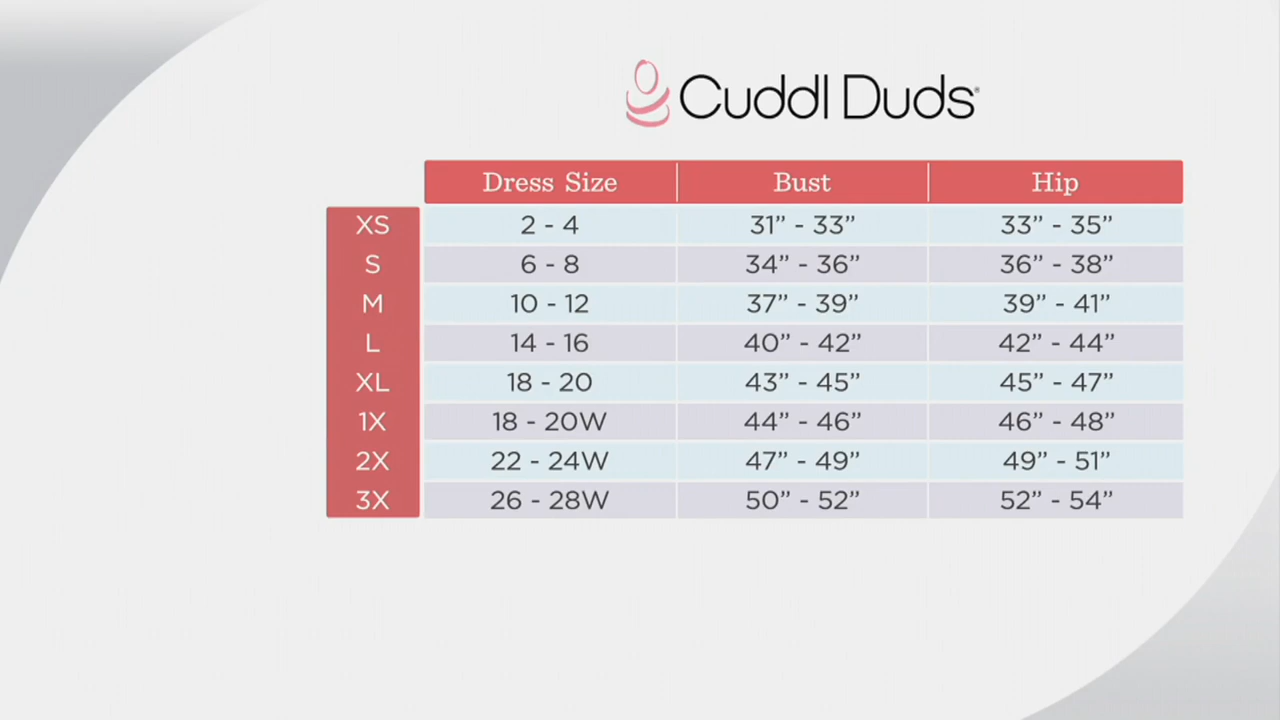 Cuddl Duds®
Dress Size Bust Hip
XS 2 - 4 31” - 33” 33” - 35”
S 6 - 8 34” - 36” 36” - 38”
M 10 - 12 37” - 39” 39” - 41”
L 14 - 16 40” - 42” 42” - 44”
XL 18 - 20 43” - 45” 45” - 47”
1X 18 - 20W 44” - 46” 46” - 48”
2X 22 - 24W 47” - 49” 49” - 51”
3X 26 - 28W 50” - 52” 52” - 54”